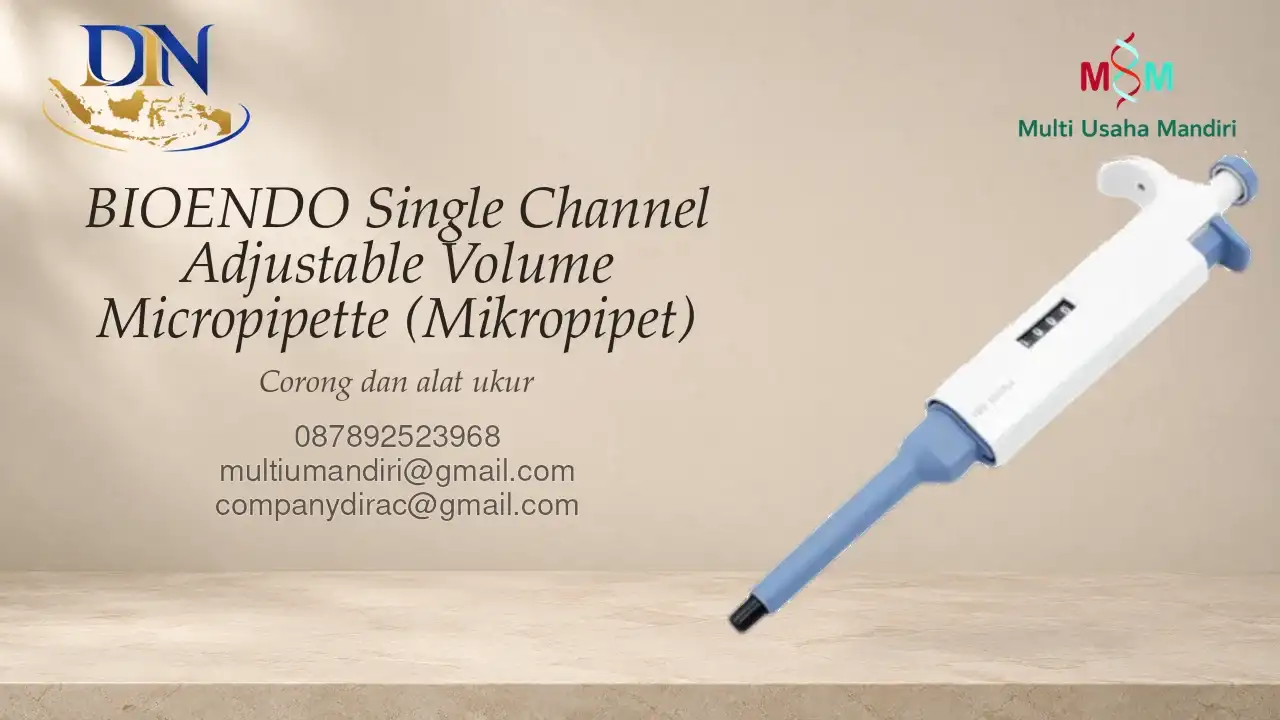 DN
MSM
Multi Usaha Mandiri
BIOENDO Single Channel
Adjustable Volume
Micropipette (Mikropipet)
Corong dan alat ukur
087892523968
multiumandiri@gmail.com
companydirac@gmail.com